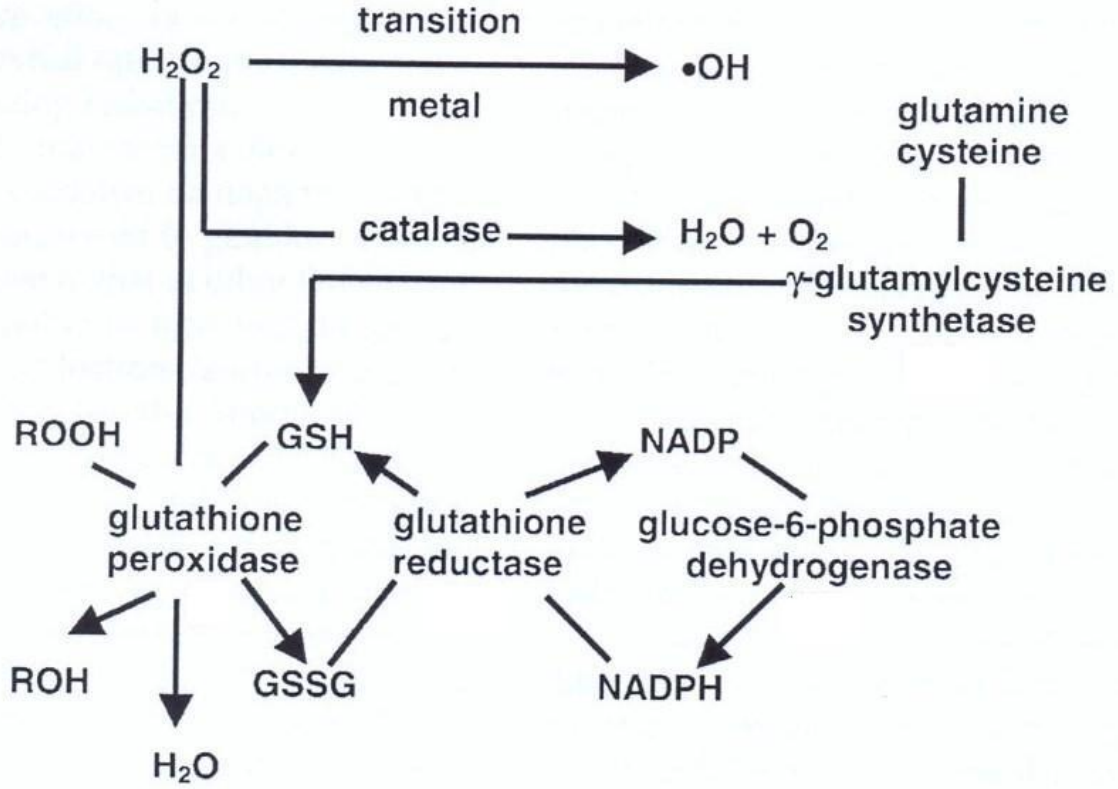 transition
H₂O₂
•OH
metal
glutamine
cysteine
catalase
H₂O + O₂
γ-glutamylcysteine
synthetase
ROOH
GSH
NADP
glutathione
peroxidase
glutathione
reductase
glucose-6-phosphate
dehydrogenase
ROH
GSSG
NADPH
H₂O